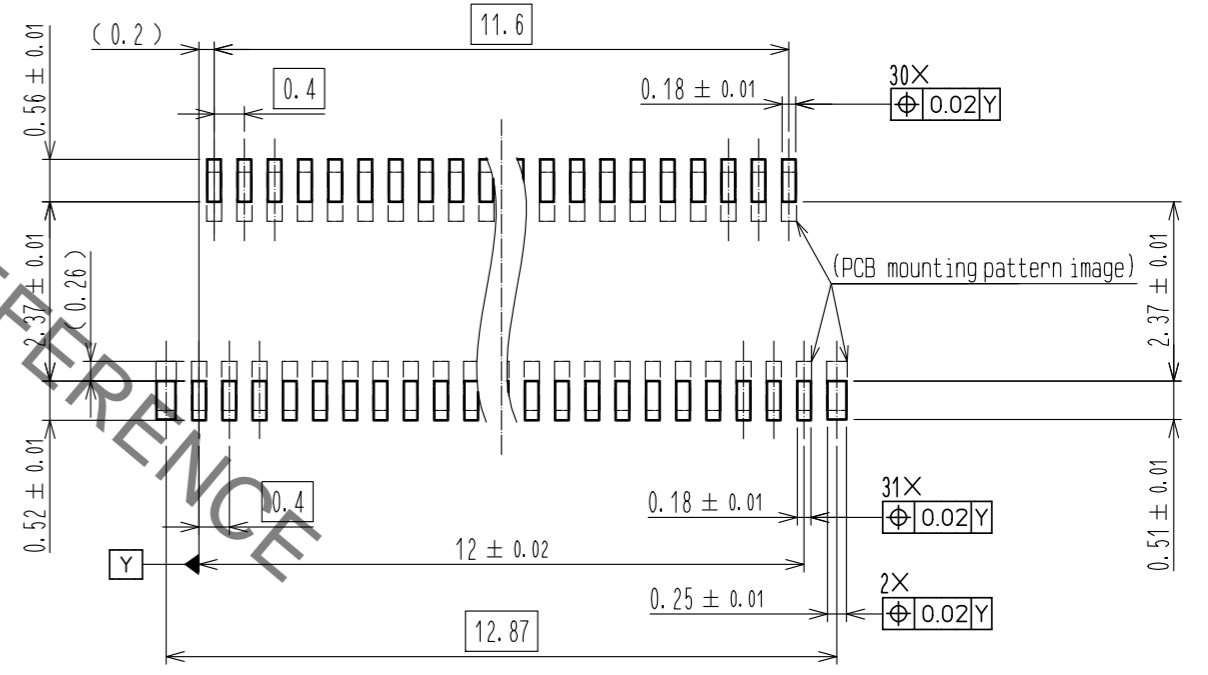 (0.2)
11.6
0.56 ± 0.01
0.4
0.18 ± 0.01
30X
⌖ 0.02 Y
2.37 ± 0.01
(0.26)
(PCB mounting pattern image)
2.37 ± 0.01
FERENCE
0.52 ± 0.01
0.4
0.18 ± 0.01
31X
⌖ 0.02 Y
0.51 ± 0.01
Y
12 ± 0.02
0.25 ± 0.01
2X
⌖ 0.02 Y
12.87